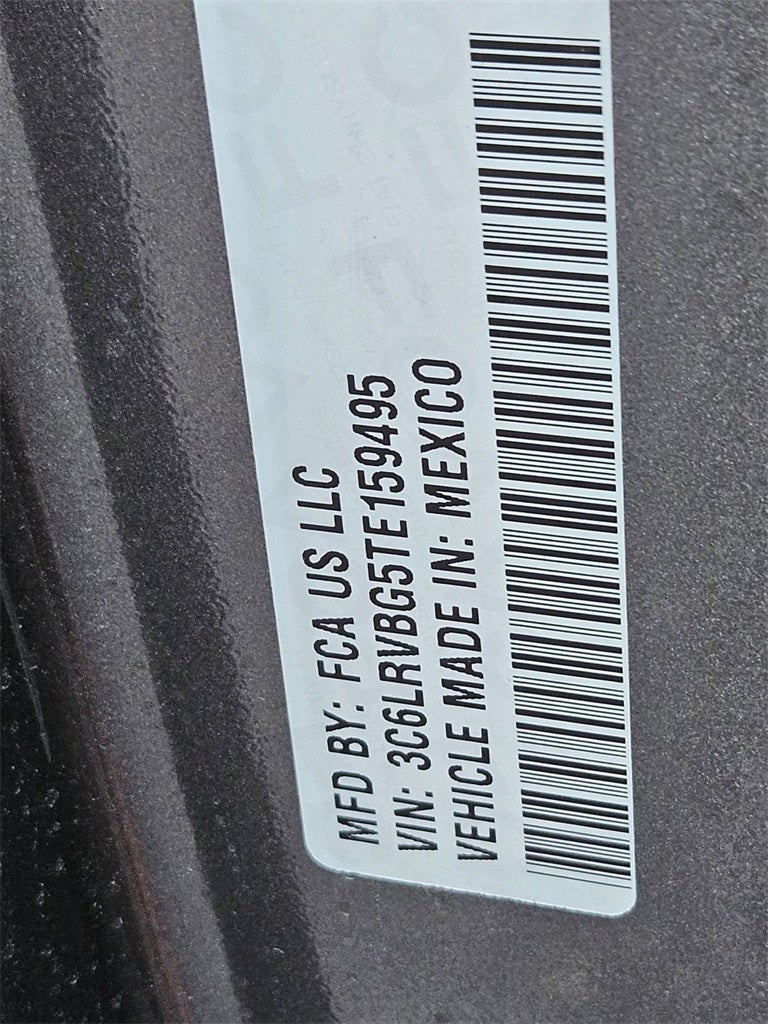 MFD BY: FCA US LLC
VIN: 3C6LRVBG5TE159495
VEHICLE MADE IN: MEXICO